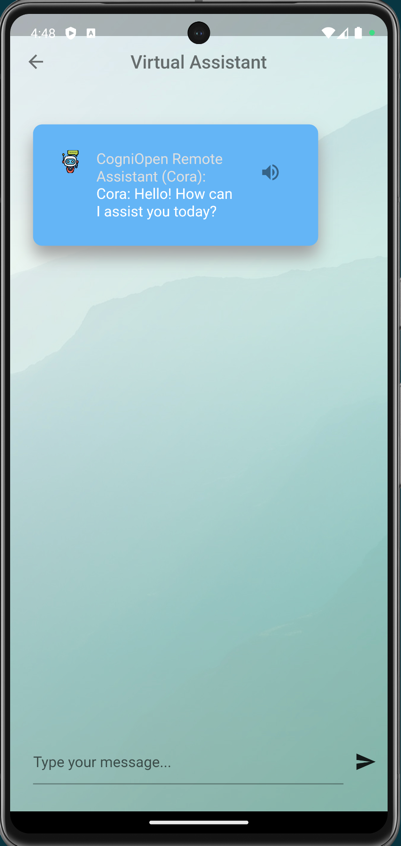 4:48
Virtual Assistant
CogniOpen Remote
Assistant (Cora):
Cora: Hello! How can
I assist you today?
Type your message...